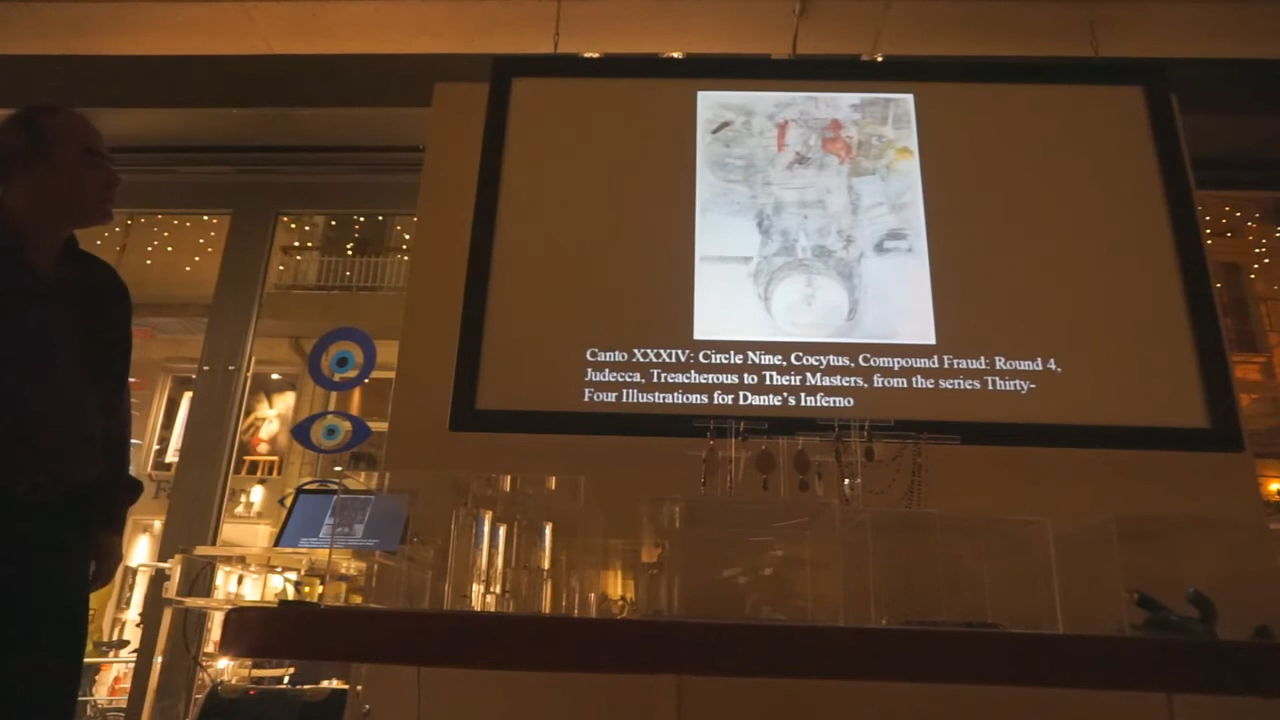 Canto XXXIV: Circle Nine, Cocytus, Compound Fraud: Round 4,
Judecca, Treacherous to Their Masters, from the series Thirty-
Four Illustrations for Dante’s Inferno